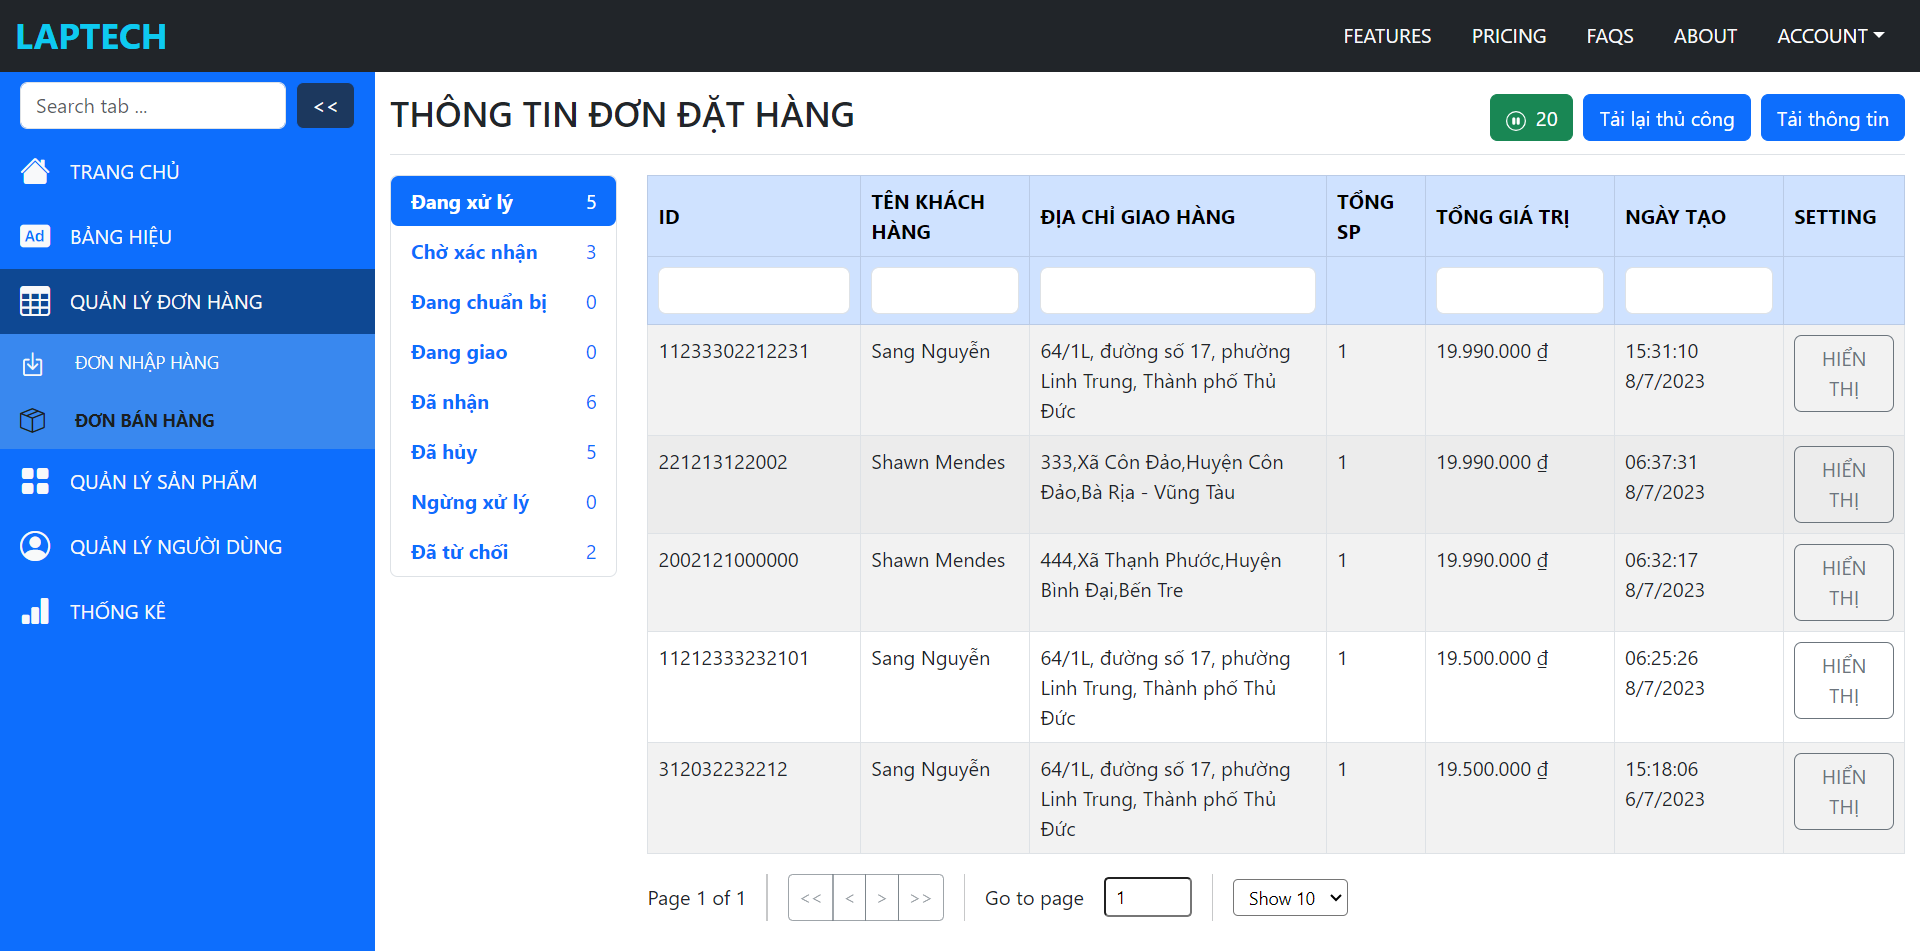 LAPTECH
FEATURES PRICING FAQS ABOUT ACCOUNT
Search tab ... <<
TRANG CHỦ
Ad BẢNG HIỆU
QUẢN LÝ ĐƠN HÀNG
ĐƠN NHẬP HÀNG
ĐƠN BÁN HÀNG
QUẢN LÝ SẢN PHẨM
QUẢN LÝ NGƯỜI DÙNG
THỐNG KÊ
THÔNG TIN ĐƠN ĐẶT HÀNG
20 Tải lại thủ công Tải thông tin
Đang xử lý 5
Chờ xác nhận 3
Đang chuẩn bị 0
Đang giao 0
Đã nhận 6
Đã hủy 5
Ngừng xử lý 0
Đã từ chối 2
ID TÊN KHÁCH HÀNG ĐỊA CHỈ GIAO HÀNG TỔNG SP TỔNG GIÁ TRỊ NGÀY TẠO SETTING
11233302212231 Sang Nguyễn 64/1L, đường số 17, phường Linh Trung, Thành phố Thủ Đức 1 19.990.000 ₫ 15:31:10 8/7/2023 HIỂN THỊ
221213122002 Shawn Mendes 333,Xã Côn Đảo,Huyện Côn Đảo,Bà Rịa - Vũng Tàu 1 19.990.000 ₫ 06:37:31 8/7/2023 HIỂN THỊ
2002121000000 Shawn Mendes 444,Xã Thạnh Phước,Huyện Bình Đại,Bến Tre 1 19.990.000 ₫ 06:32:17 8/7/2023 HIỂN THỊ
11212333232101 Sang Nguyễn 64/1L, đường số 17, phường Linh Trung, Thành phố Thủ Đức 1 19.500.000 ₫ 06:25:26 8/7/2023 HIỂN THỊ
312032232212 Sang Nguyễn 64/1L, đường số 17, phường Linh Trung, Thành phố Thủ Đức 1 19.500.000 ₫ 15:18:06 6/7/2023 HIỂN THỊ
Page 1 of 1 << < > >> Go to page 1 Show 10